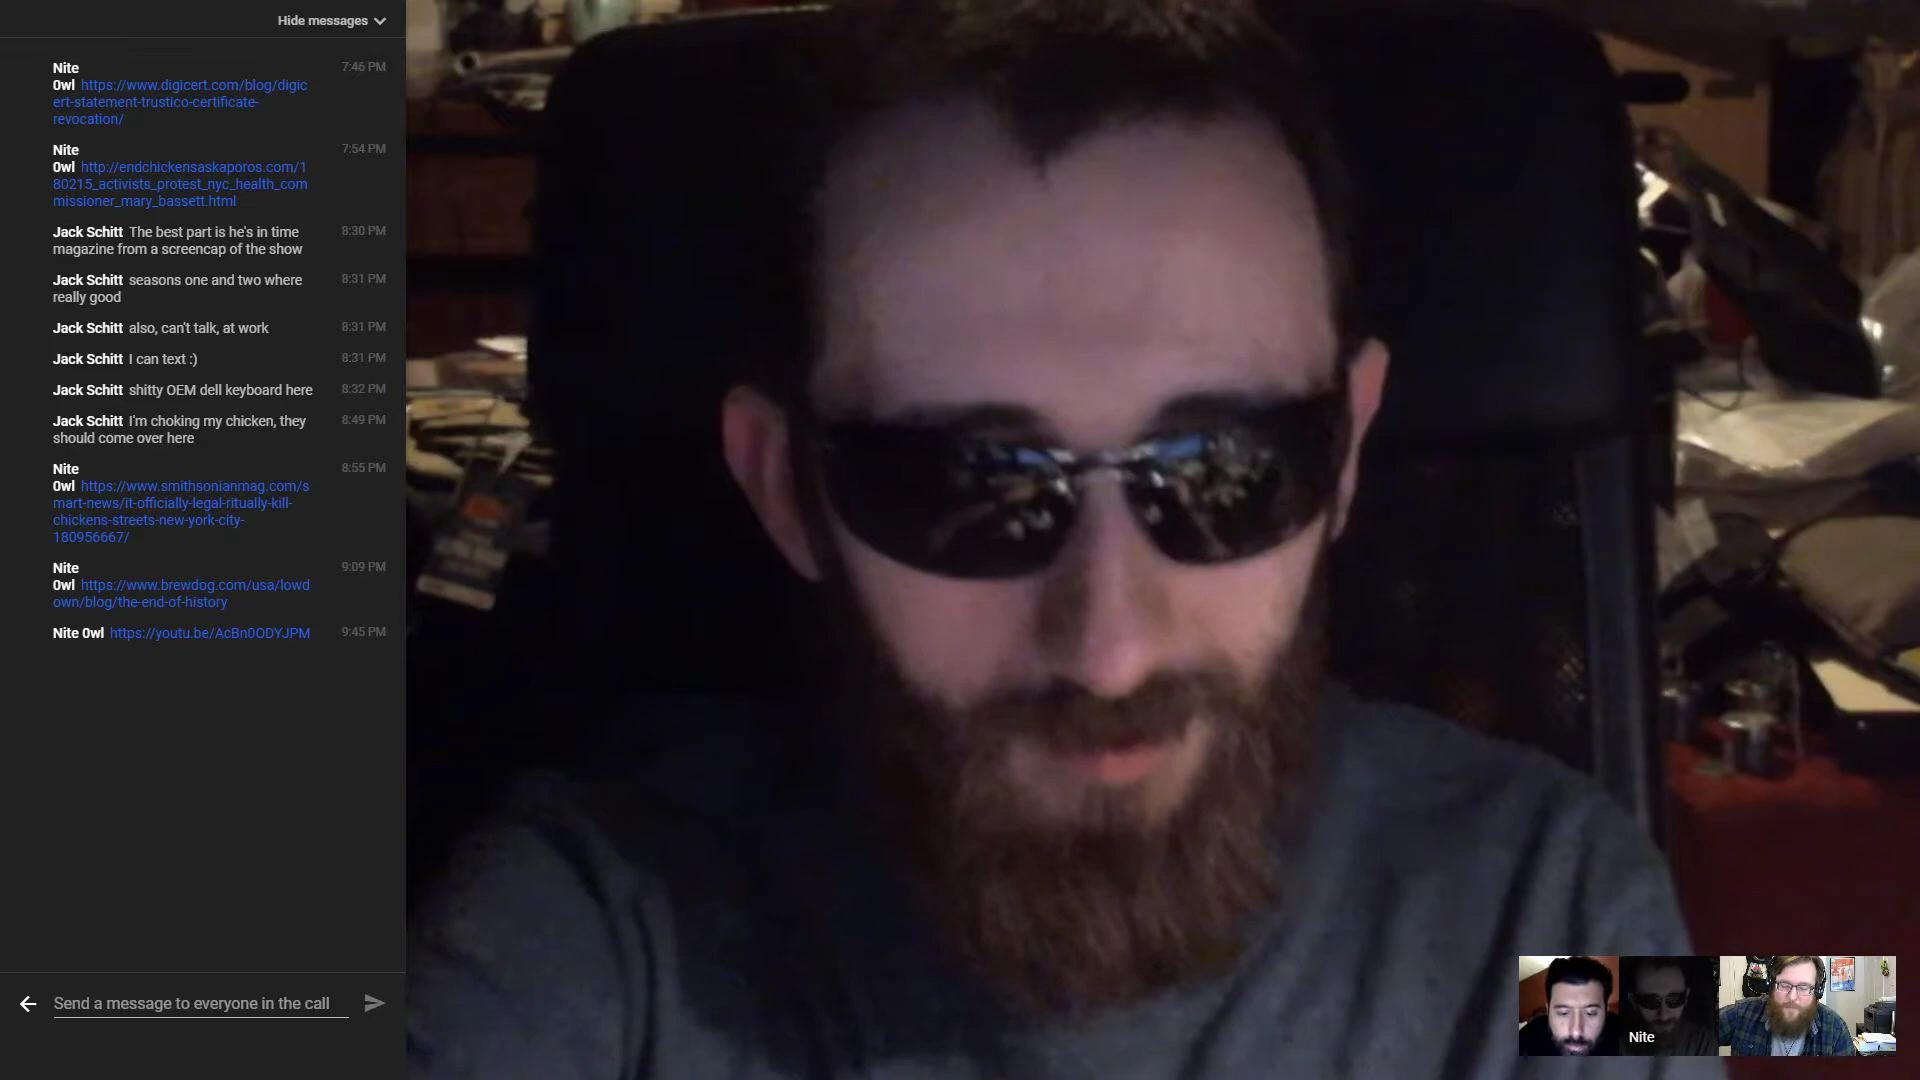 Hide messages
Nite 7:46 PM
0wl https://www.digicert.com/blog/digic
ert-statement-trustico-certificate-
revocation/
Nite 7:54 PM
0wl http://endchickensaskaporos.com/1
80215_activists_protest_nyc_health_com
missioner_mary_bassett.html
Jack Schitt The best part is he's in time 8:30 PM
magazine from a screencap of the show
Jack Schitt seasons one and two where 8:31 PM
really good
Jack Schitt also, can't talk, at work 8:31 PM
Jack Schitt I can text :) 8:31 PM
Jack Schitt shitty OEM dell keyboard here 8:32 PM
Jack Schitt I'm choking my chicken, they 8:49 PM
should come over here
Nite 8:55 PM
0wl https://www.smithsonianmag.com/s
mart-news/it-officially-legal-ritually-kill-
chickens-streets-new-york-city-
180956667/
Nite 9:09 PM
0wl https://www.brewdog.com/usa/lowd
own/blog/the-end-of-history
Nite 0wl https://youtu.be/AcBn0ODYJPM 9:45 PM
Send a message to everyone in the call
Nite